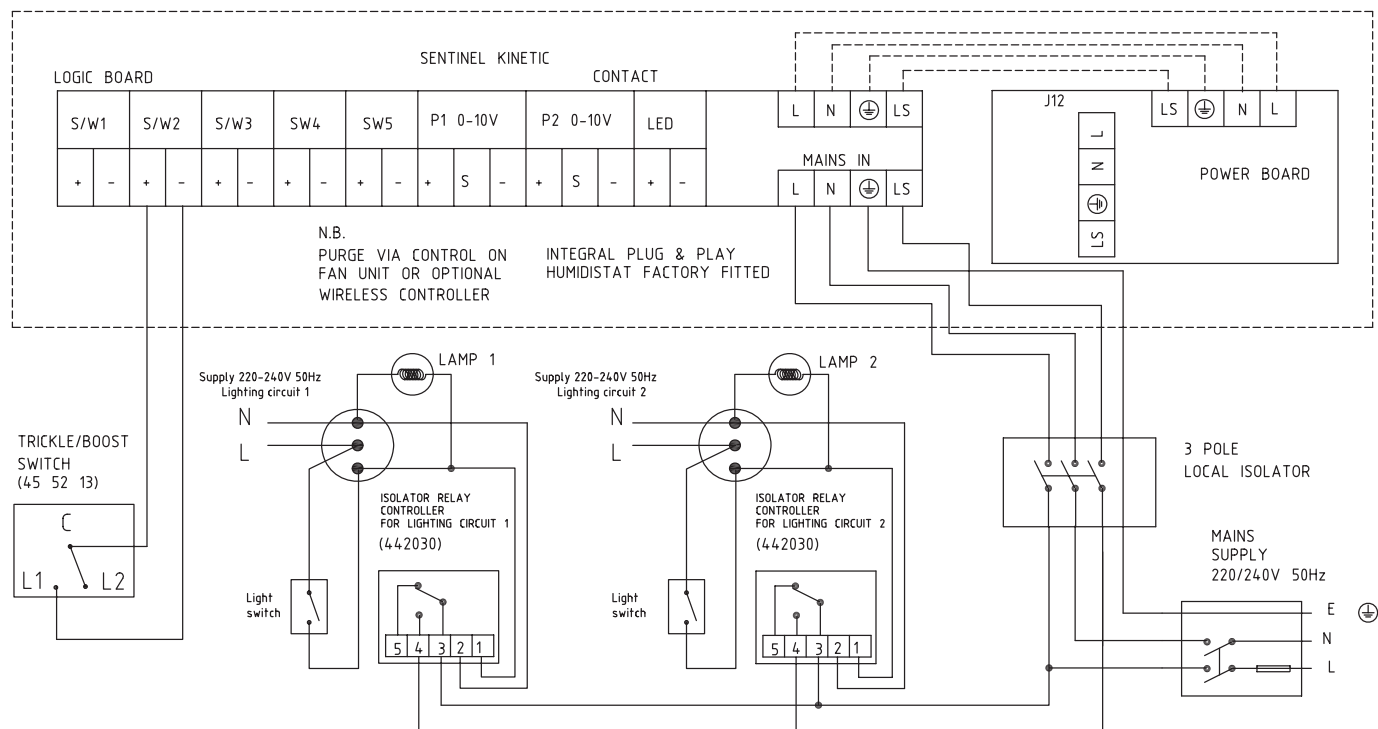 SENTINEL KINETIC
LOGIC BOARD
CONTACT
S/W1 S/W2 S/W3 SW4 SW5 P1 0-10V P2 0-10V LED
+ - + - + - + - + - + S - + S - + -
L N LS
MAINS IN
L N LS
J12
LS N L
L
N
LS
POWER BOARD
N.B.
PURGE VIA CONTROL ON
FAN UNIT OR OPTIONAL
WIRELESS CONTROLLER
INTEGRAL PLUG & PLAY
HUMIDISTAT FACTORY FITTED
TRICKLE/BOOST
SWITCH
(45 52 13)
C
L1 L2
Supply 220-240V 50Hz
Lighting circuit 1
N
L
LAMP 1
ISOLATOR RELAY
CONTROLLER
FOR LIGHTING CIRCUIT 1
(442030)
Light
switch
5 4 3 2 1
Supply 220-240V 50Hz
Lighting circuit 2
N
L
LAMP 2
ISOLATOR RELAY
CONTROLLER
FOR LIGHTING CIRCUIT 2
(442030)
Light
switch
5 4 3 2 1
3 POLE
LOCAL ISOLATOR
MAINS
SUPPLY
220/240V 50Hz
E
N
L